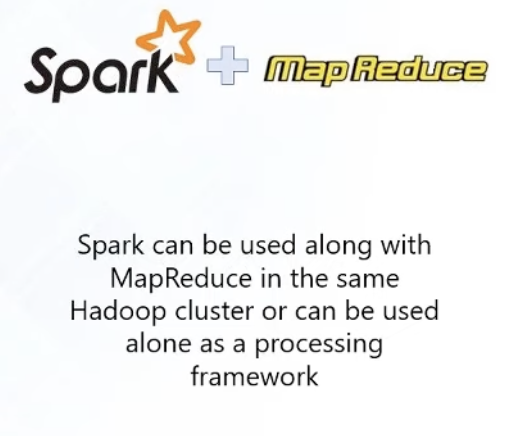 Spark + MapReduce
Spark can be used along with
MapReduce in the same
Hadoop cluster or can be used
alone as a processing
framework